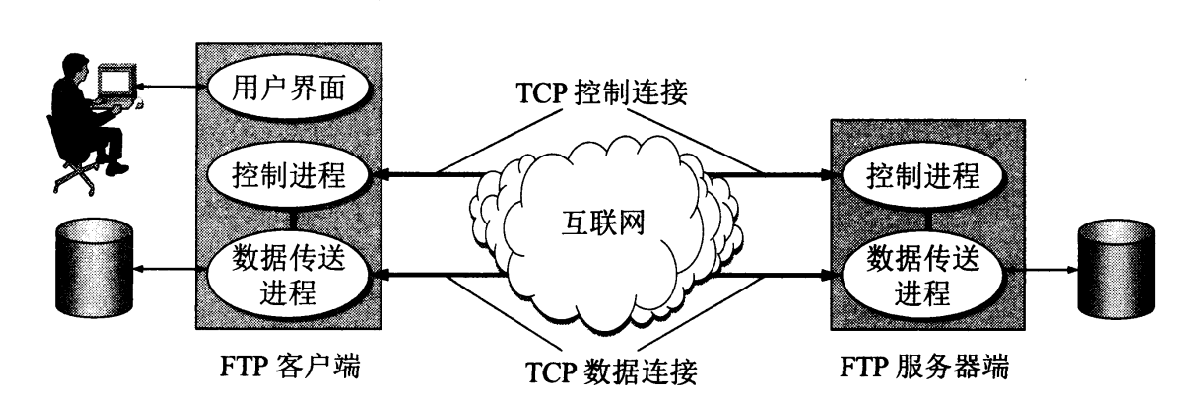 用户界面
TCP 控制连接
控制进程
控制进程
互联网
数据传送
进程
数据传送
进程
FTP 客户端
TCP 数据连接
FTP 服务器端